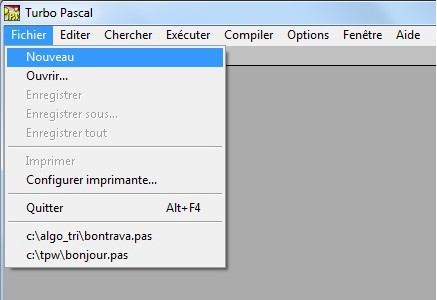 Turbo Pascal
Fichier Editer Chercher Exécuter Compiler Options Fenêtre Aide
Nouveau
Ouvrir...
Enregistrer
Enregistrer sous...
Enregistrer tout
Imprimer
Configurer imprimante...
Quitter Alt+F4
c:\algo_tri\bontrava.pas
c:\tpw\bonjour.pas